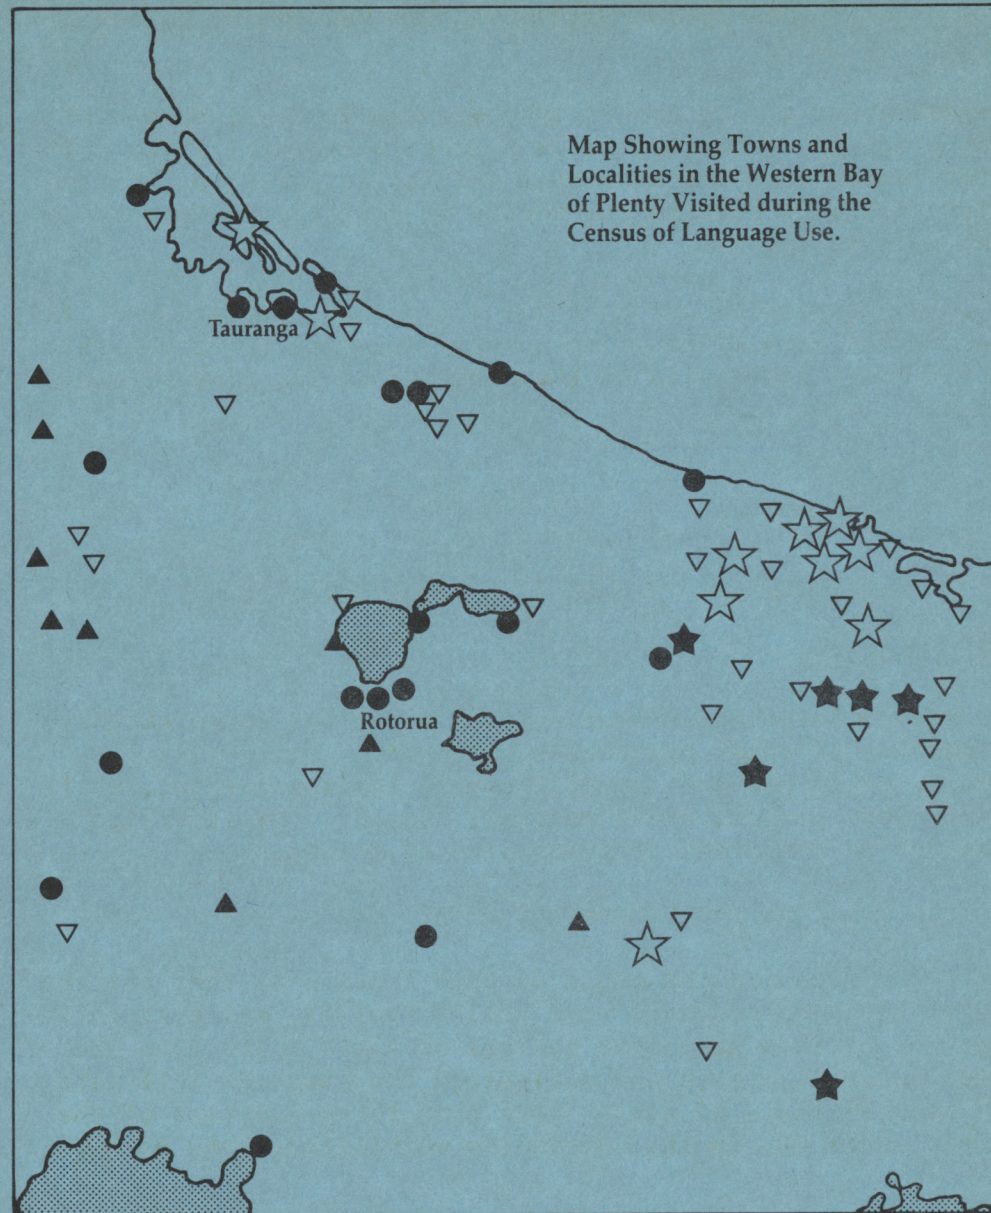 Map Showing Towns and
Localities in the Western Bay
of Plenty Visited during the
Census of Language Use.
Tauranga
Rotorua